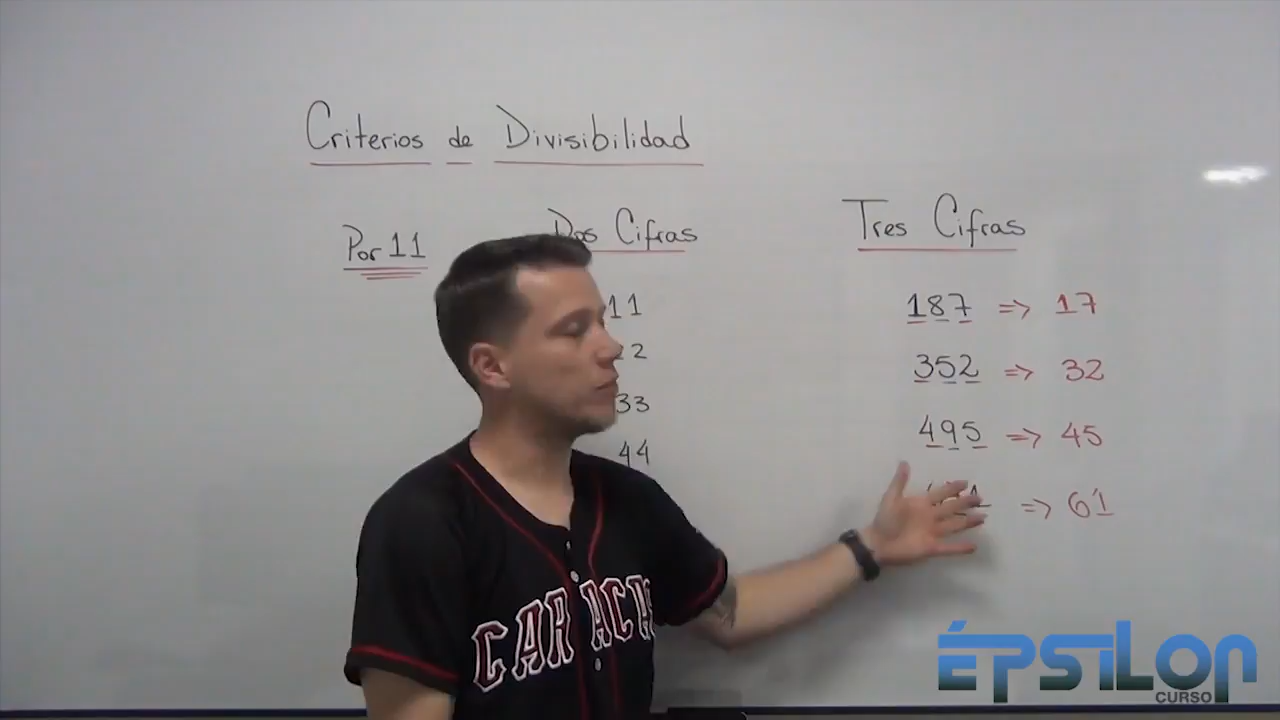 Criterios de Divisibilidad
Por 11
Dos Cifras
11
22
33
44
Tres Cifras
187 => 17
352 => 32
495 => 45
=> 61
CARACA
ÉPSILON
CURSO